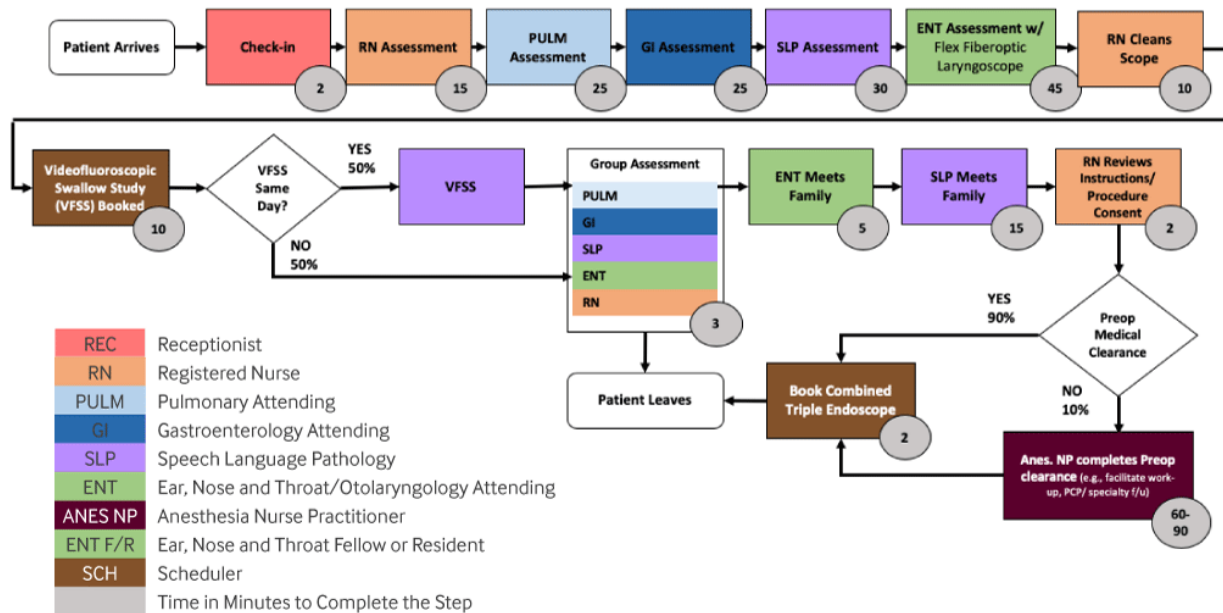 Patient Arrives
Check-in
2
RN Assessment
15
PULM
Assessment
25
GI Assessment
25
SLP Assessment
30
ENT Assessment w/
Flex Fiberoptic
Laryngoscope
45
RN Cleans
Scope
10
Videofluoroscopic
Swallow Study
(VFSS) Booked
10
VFSS
Same
Day?
YES
50%
NO
50%
VFSS
Group Assessment
PULM
GI
SLP
ENT
RN
3
ENT Meets
Family
5
SLP Meets
Family
15
RN Reviews
Instructions/
Procedure
Consent
2
Preop
Medical
Clearance
YES
90%
NO
10%
Book Combined
Triple Endoscope
2
Patient Leaves
Anes. NP completes Preop
clearance (e.g., facilitate work-
up, PCP/ specialty f/u)
60-
90
REC Receptionist
RN Registered Nurse
PULM Pulmonary Attending
GI Gastroenterology Attending
SLP Speech Language Pathology
ENT Ear, Nose and Throat/Otolaryngology Attending
ANES NP Anesthesia Nurse Practitioner
ENT F/R Ear, Nose and Throat Fellow or Resident
SCH Scheduler
Time in Minutes to Complete the Step